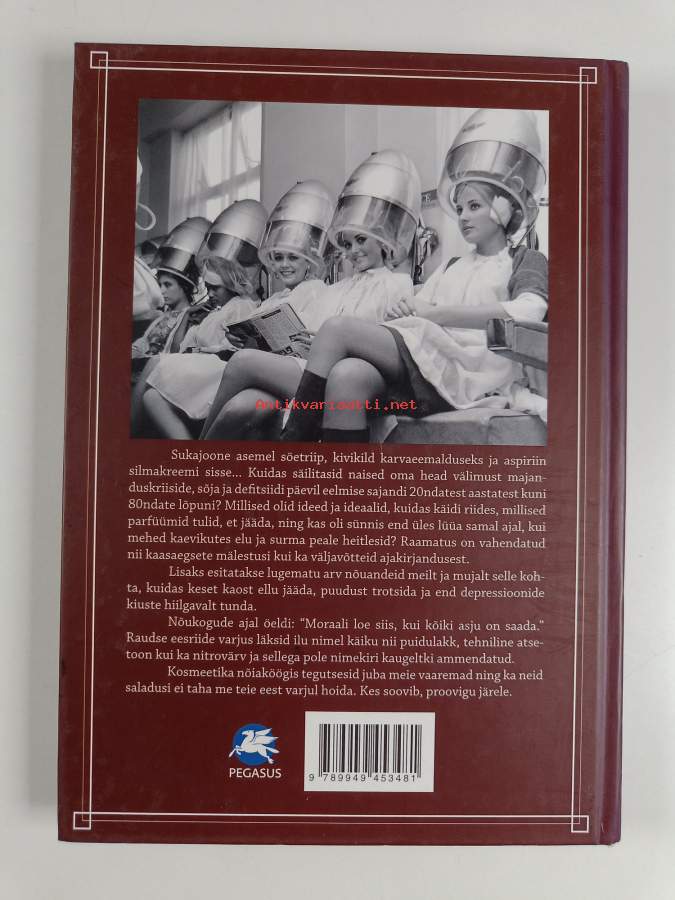 Antikvariaatti.net
Sukajoone asemel söetriip, kivikild karvaeemalduseks ja aspiriin
silmakreemi sisse... Kuidas säilitasid naised oma head välimust majan-
duskriiside, sõja ja defitsiidi päevil eelmise sajandi 20ndatest aastatest kuni
80ndate lõpuni? Millised olid ideed ja ideaalid, kuidas käidi riides, millised
parfüümid tulid, et jääda, ning kas oli sünnis end üles lüüa samal ajal, kui
mehed kaevikutes elu ja surma peale heitlesid? Raamatus on vahendatud
nii kaasaegsete mälestusi kui ka väljavõtteid ajakirjandusest.
Lisaks esitatakse lugematu arv nõuandeid meilt ja mujalt selle koh-
ta, kuidas keset kaost ellu jääda, puudust trotsida ja end depressioonide
kiuste hiilgavalt tunda.
Nõukogude ajal öeldi: “Moraali loe siis, kui kõiki asju on saada.”
Raudse eesriide varjus läksid ilu nimel käiku nii puidulakk, tehniline atse-
toon kui ka nitrovärv ja sellega pole nimekiri kaugeltki ammendatud.
Kosmeetika nõiaköögis tegutsesid juba meie vaaremad ning ka neid
saladusi ei taha me teie eest varjul hoida. Kes soovib, proovigu järele.
PEGASUS
9 789949 453481